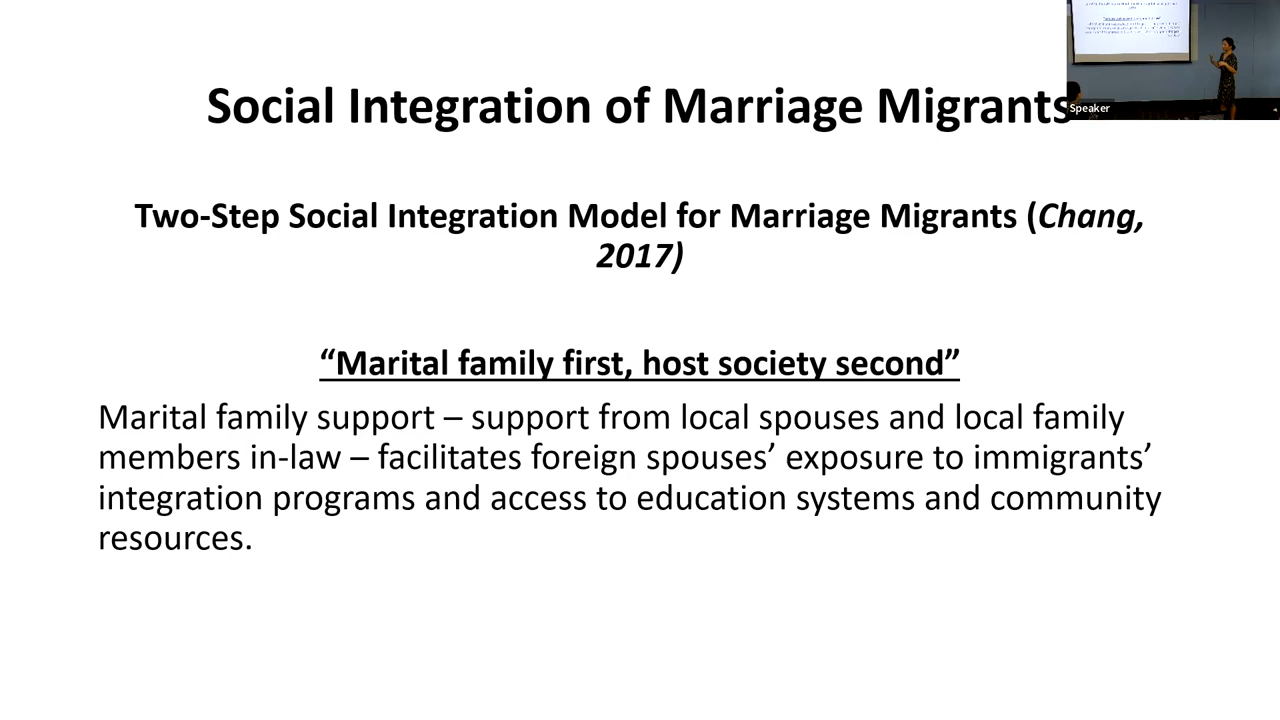 Social Integration of Marriage Migrants
Speaker
Two-Step Social Integration Model for Marriage Migrants (Chang,
2017)
“Marital family first, host society second”
Marital family support – support from local spouses and local family
members in-law – facilitates foreign spouses’ exposure to immigrants’
integration programs and access to education systems and community
resources.